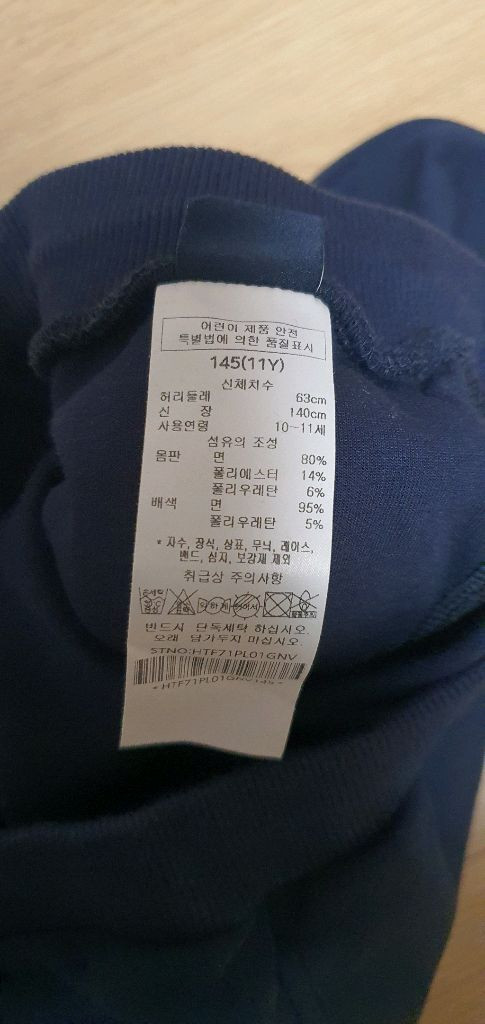 어린이 제품 안전
특별법에 의한 품질표시
145(11Y)
신체치수
허리둘레 63cm
신 장 140cm
사용연령 10~11세
섬유의 조성
몸판 면 80%
폴리에스터 14%
폴리우레탄 6%
배색 면 95%
폴리우레탄 5%
* 자수, 장식, 상표, 무늬, 레이스,
밴드, 심지, 보강재 제외
취급상 주의사항
반드시 단독세탁 하십시오.
오래 담가두지 마십시오.
STNO:HTF71PL01GNV
*HTF71PL01GNV145*